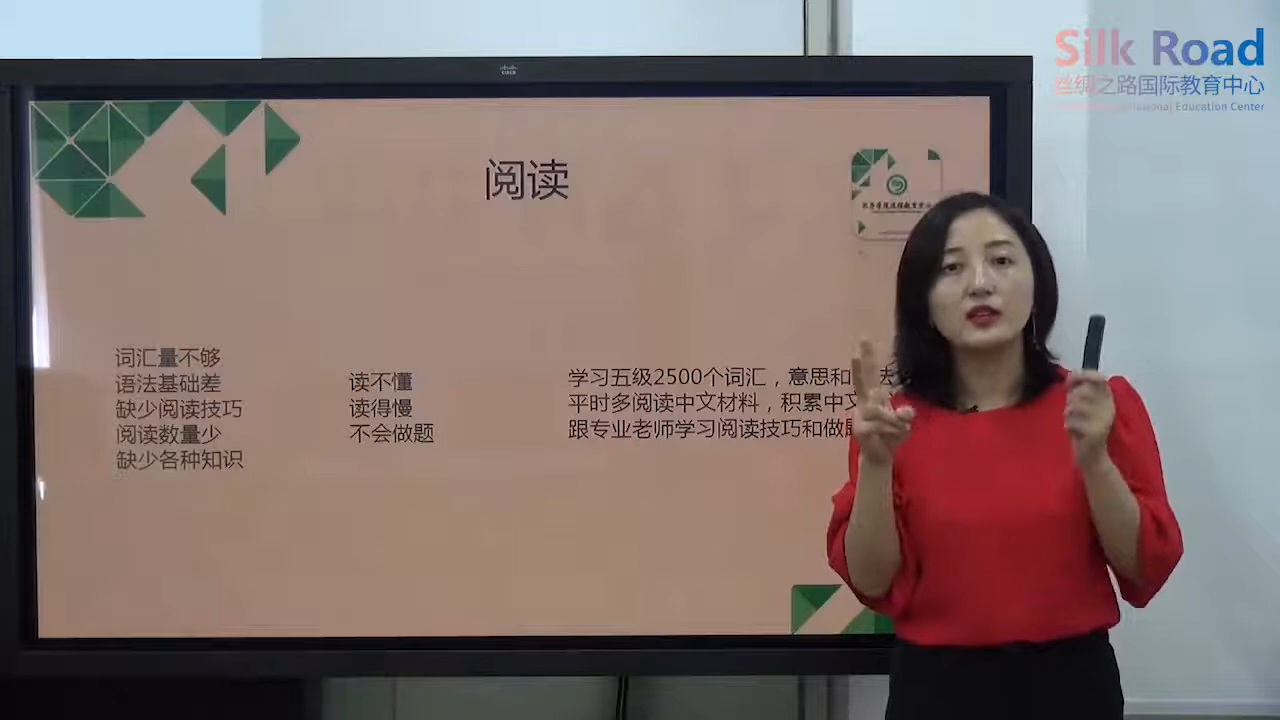 Silk Road
丝绸之路国际教育中心
Education Center
CISCO
阅读
词汇量不够
语法基础差
缺少阅读技巧
阅读数量少
缺少各种知识
读不懂
读得慢
不会做题
学习五级2500个词汇，意思和
平时多阅读中文材料，积累中文
跟专业老师学习阅读技巧和做题